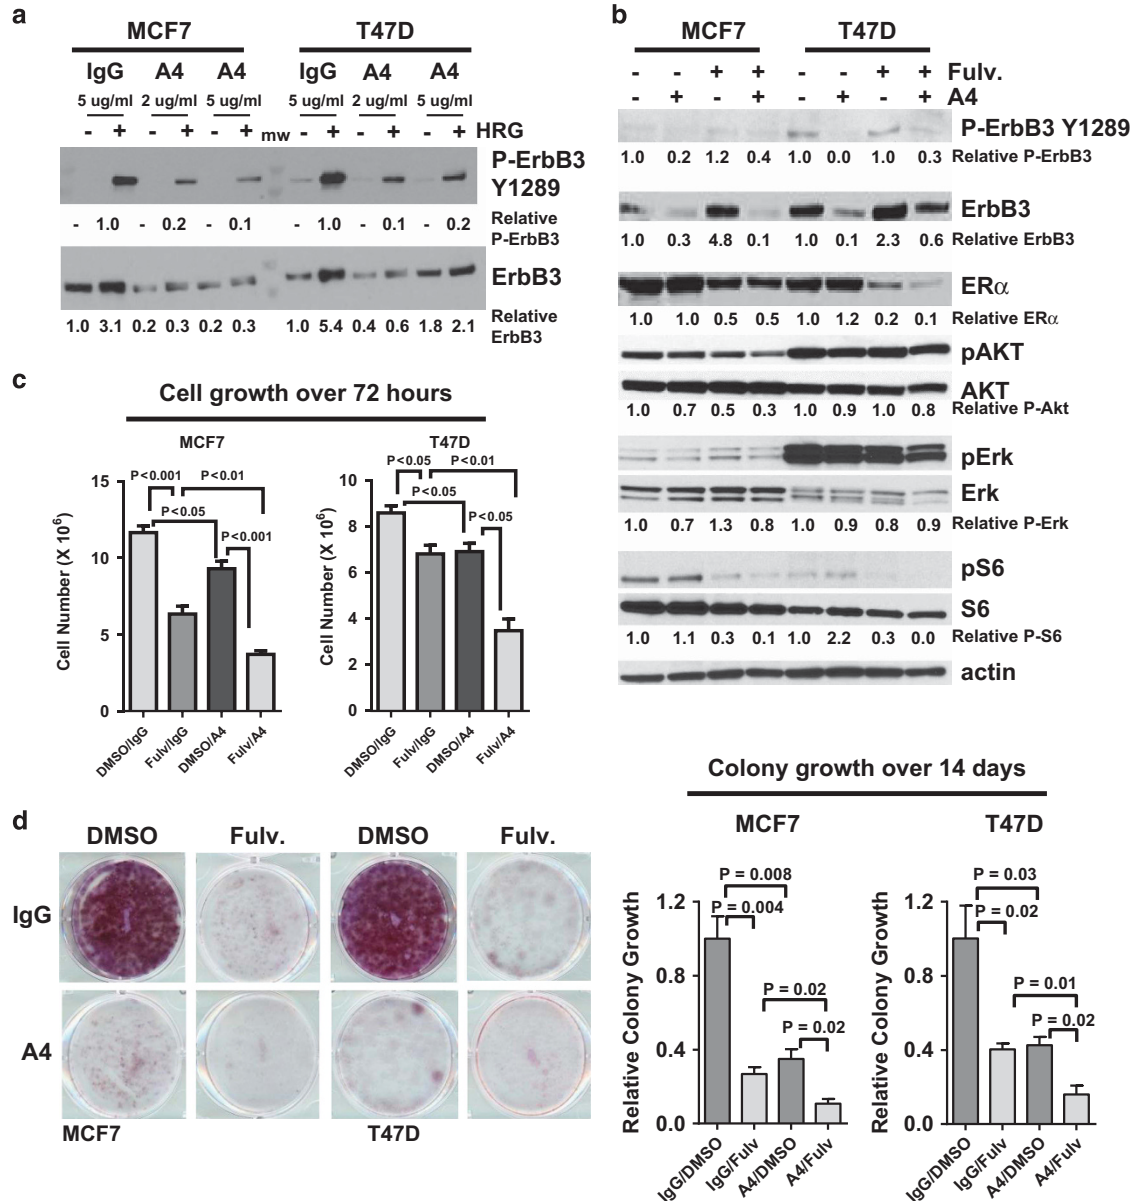 a
MCF7 T47D
IgG A4 A4 IgG A4 A4
5 ug/ml 2 ug/ml 5 ug/ml 5 ug/ml 2 ug/ml 5 ug/ml
- + - + - + mw - + - + - + HRG
P-ErbB3
Y1289
- 1.0 - 0.2 - 0.1 - 1.0 - 0.1 - 0.2 Relative
P-ErbB3
ErbB3
1.0 3.1 0.2 0.3 0.2 0.3 1.0 5.4 0.4 0.6 1.8 2.1 Relative
ErbB3
b
MCF7 T47D
- - + + - - + + Fulv.
- + - + - + - + A4
P-ErbB3 Y1289
1.0 0.2 1.2 0.4 1.0 0.0 1.0 0.3 Relative P-ErbB3
ErbB3
1.0 0.3 4.8 0.1 1.0 0.1 2.3 0.6 Relative ErbB3
ERα
1.0 1.0 0.5 0.5 1.0 1.2 0.2 0.1 Relative ERα
pAKT
AKT
1.0 0.7 0.5 0.3 1.0 0.9 1.0 0.8 Relative P-Akt
pErk
Erk
1.0 0.7 1.3 0.8 1.0 0.9 0.8 0.9 Relative P-Erk
pS6
S6
1.0 1.1 0.3 0.1 1.0 2.2 0.3 0.0 Relative P-S6
actin
c
Cell growth over 72 hours
MCF7
P<0.001 P<0.01
P<0.05
P<0.001
Cell Number (X 10⁶)
15
10
5
0
DMSO/IgG Fulv/IgG DMSO/A4 Fulv/A4
T47D
P<0.05 P<0.01
P<0.05
P<0.05
Cell Number (X 10⁶)
10
8
6
4
2
0
DMSO/IgG Fulv/IgG DMSO/A4 Fulv/A4
d
DMSO Fulv. DMSO Fulv.
IgG
A4
MCF7 T47D
Colony growth over 14 days
MCF7
P = 0.008
P = 0.004
P = 0.02
P = 0.02
Relative Colony Growth
1.2
0.8
0.4
0.0
IgG/DMSO IgG/Fulv A4/DMSO A4/Fulv
T47D
P = 0.03
P = 0.02
P = 0.01
P = 0.02
Relative Colony Growth
1.2
0.8
0.4
0.0
IgG/DMSO IgG/Fulv A4/DMSO A4/Fulv